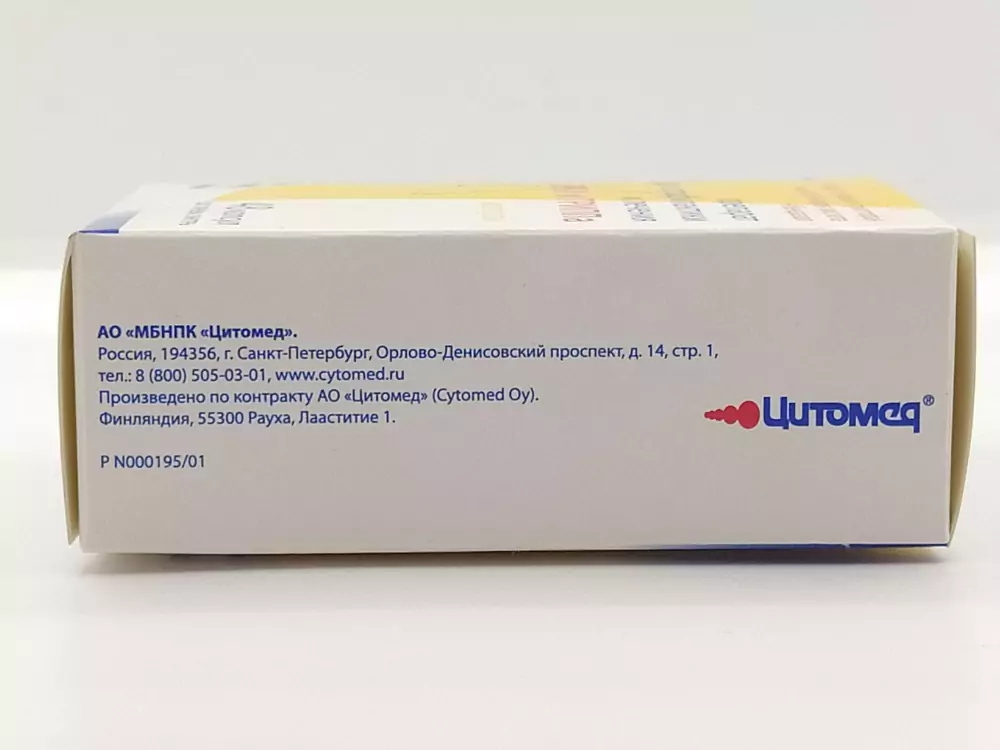 АО «МБНПК «Цитомед».
Россия, 194356, г. Санкт-Петербург, Орлово-Денисовский проспект, д. 14, стр. 1,
тел.: 8 (800) 505-03-01, www.cytomed.ru
Произведено по контракту АО «Цитомед» (Cytomed Oy).
Финляндия, 55300 Рауха, Лааститие 1.
P N000195/01
Цитомед®